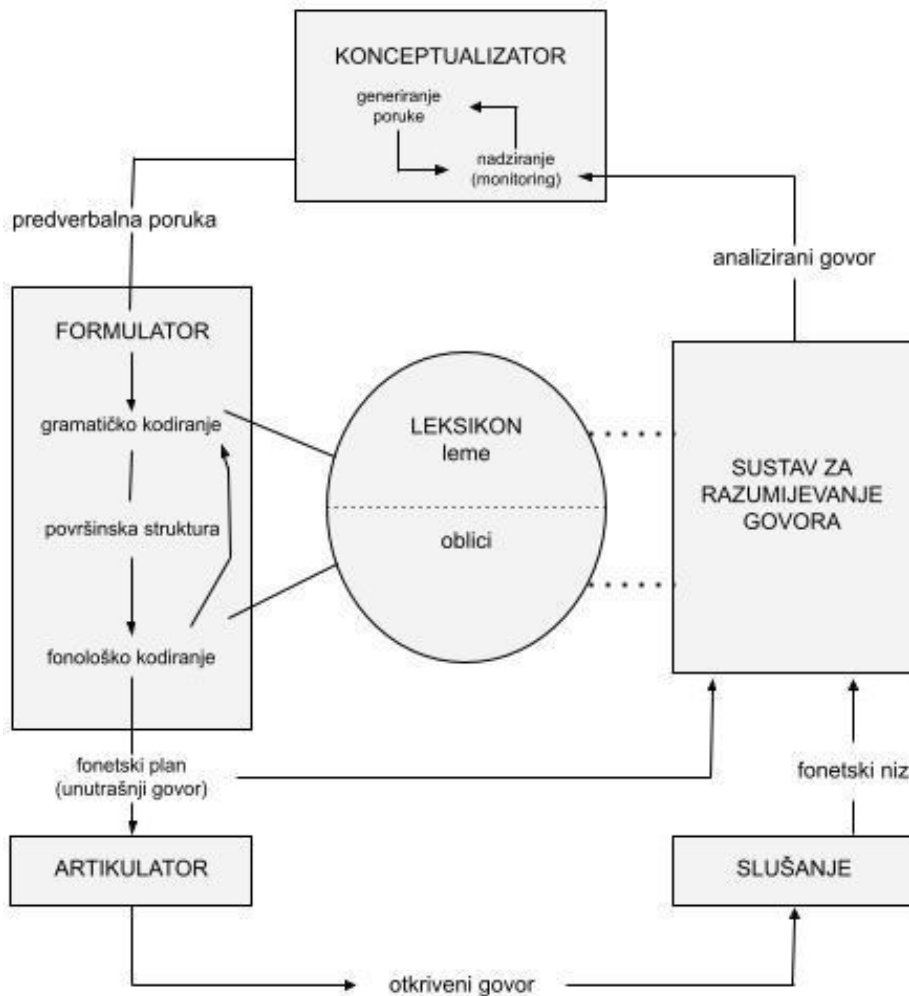 KONCEPTUALIZATOR
generiranje
poruke
nadziranje
(monitoring)
predverbalna poruka
analizirani govor
FORMULATOR
gramatičko kodiranje
površinska struktura
fonološko kodiranje
LEKSIKON
leme
oblici
SUSTAV ZA
RAZUMIJEVANJE
GOVORA
fonetski plan
(unutrašnji govor)
fonetski niz
ARTIKULATOR
SLUŠANJE
otkriveni govor